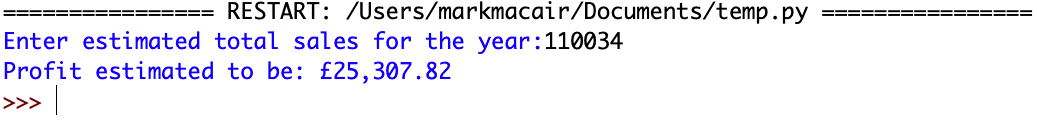 ================ RESTART: /Users/markmacair/Documents/temp.py ================
Enter estimated total sales for the year:110034
Profit estimated to be: £25,307.82
>>>